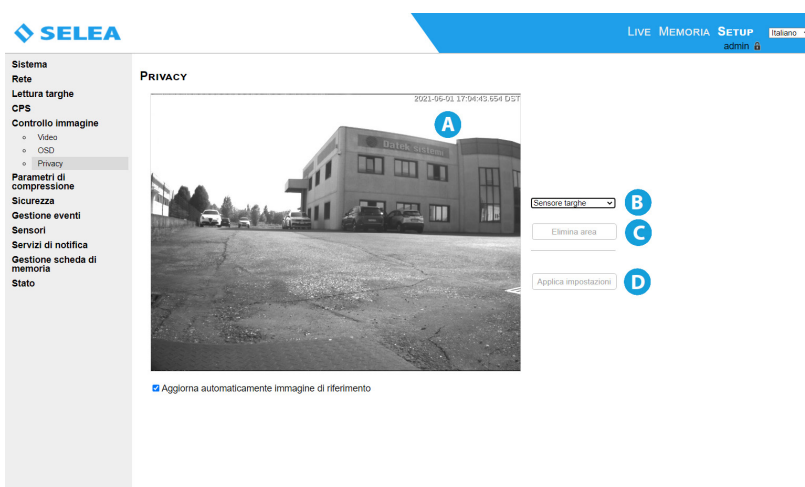 SELEA
LIVE MEMORIA SETUP Italiano
admin
Sistema
Rete
Lettura targhe
CPS
Controllo immagine
Video
OSD
Privacy
Parametri di
compressione
Sicurezza
Gestione eventi
Sensori
Servizi di notifica
Gestione scheda di
memoria
Stato
PRIVACY
2021-06-01 17:04:43.654 DST
A
Datek sistemi
Sensore targhe
B
Elimina area
C
Applica impostazioni
D
Aggiorna automaticamente immagine di riferimento